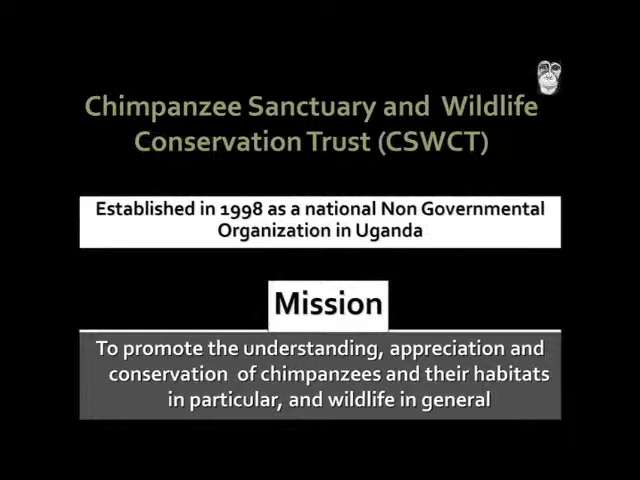 Chimpanzee Sanctuary and Wildlife
Conservation Trust (CSWCT)
Established in 1998 as a national Non Governmental
Organization in Uganda
Mission
To promote the understanding, appreciation and
conservation of chimpanzees and their habitats
in particular, and wildlife in general